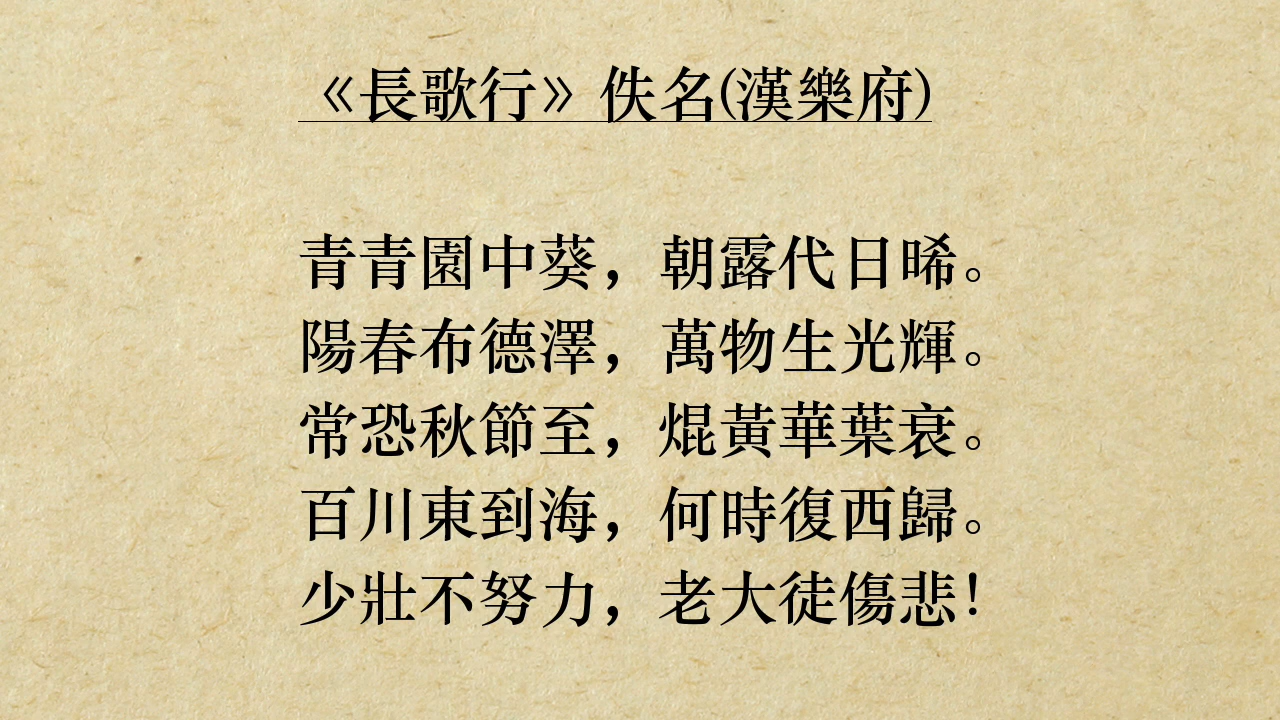 《長歌行》佚名(漢樂府)
青青園中葵，朝露代日晞。
陽春布德澤，萬物生光輝。
常恐秋節至，焜黃華葉衰。
百川東到海，何時復西歸。
少壯不努力，老大徒傷悲！